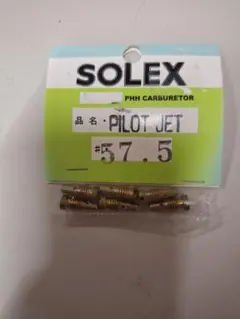 SOLEX
PHH CARBURETOR
品名・PILOT JET
#57.5